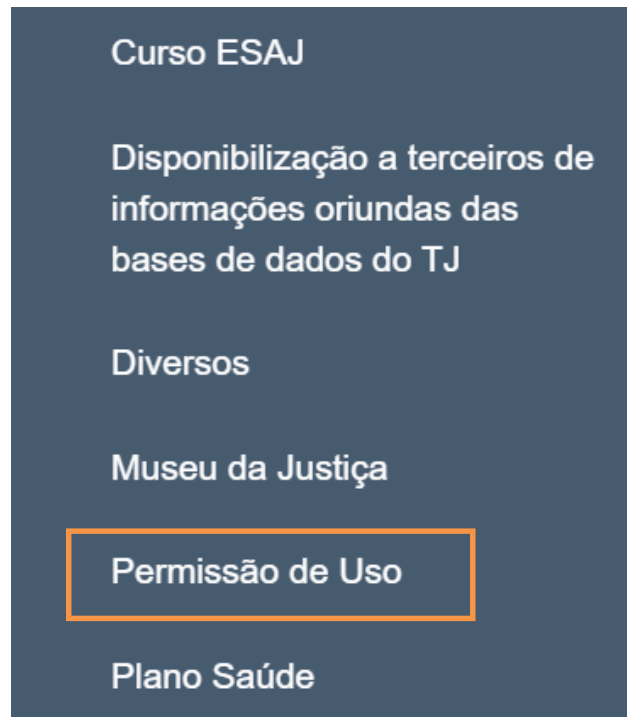 Curso ESAJ
Disponibilização a terceiros de
informações oriundas das
bases de dados do TJ
Diversos
Museu da Justiça
Permissão de Uso
Plano Saúde